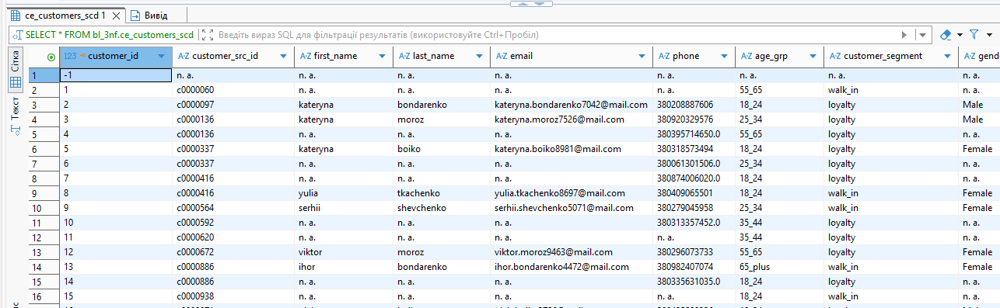 ce_customers_scd 1 Вивід
SELECT * FROM bl_3nf.ce_customers_scd Введіть вираз SQL для фільтрації результатів (використовуйте Ctrl+Пробіл)
Сітка
Текст
123 customer_id A-Z customer_src_id A-Z first_name A-Z last_name A-Z email A-Z phone A-Z age_grp A-Z customer_segment A-Z gend
1 -1 n. a. n. a. n. a. n. a. n. a. n. a. n. a. n. a.
2 1 c0000060 n. a. n. a. n. a. n. a. 55_65 walk_in n. a.
3 2 c0000097 kateryna bondarenko kateryna.bondarenko7042@mail.com 380208887606 18_24 loyalty Male
4 3 c0000136 kateryna moroz kateryna.moroz7526@mail.com 380920329576 25_34 loyalty Male
5 4 c0000136 n. a. n. a. n. a. 380395714650.0 55_65 loyalty n. a.
6 5 c0000337 kateryna boiko kateryna.boiko8981@mail.com 380318573494 18_24 loyalty Female
7 6 c0000337 n. a. n. a. n. a. 380061301506.0 25_34 loyalty n. a.
8 7 c0000416 n. a. n. a. n. a. 380874006020.0 18_24 loyalty n. a.
9 8 c0000416 yulia tkachenko yulia.tkachenko8697@mail.com 380409065501 18_24 walk_in Female
10 9 c0000564 serhii shevchenko serhii.shevchenko5071@mail.com 380279045958 25_34 walk_in Female
11 10 c0000592 n. a. n. a. n. a. 380313357452.0 35_44 loyalty n. a.
12 11 c0000620 n. a. n. a. n. a. n. a. 35_44 loyalty n. a.
13 12 c0000672 viktor moroz viktor.moroz9463@mail.com 380296073733 55_65 loyalty Female
14 13 c0000886 ihor bondarenko ihor.bondarenko4472@mail.com 380982407074 65_plus walk_in Female
15 14 c0000886 n. a. n. a. n. a. 380335631035.0 18_24 loyalty n. a.
16 15 c0000938 n. a. n. a. n. a. n. a. 18_24 walk_in n. a.